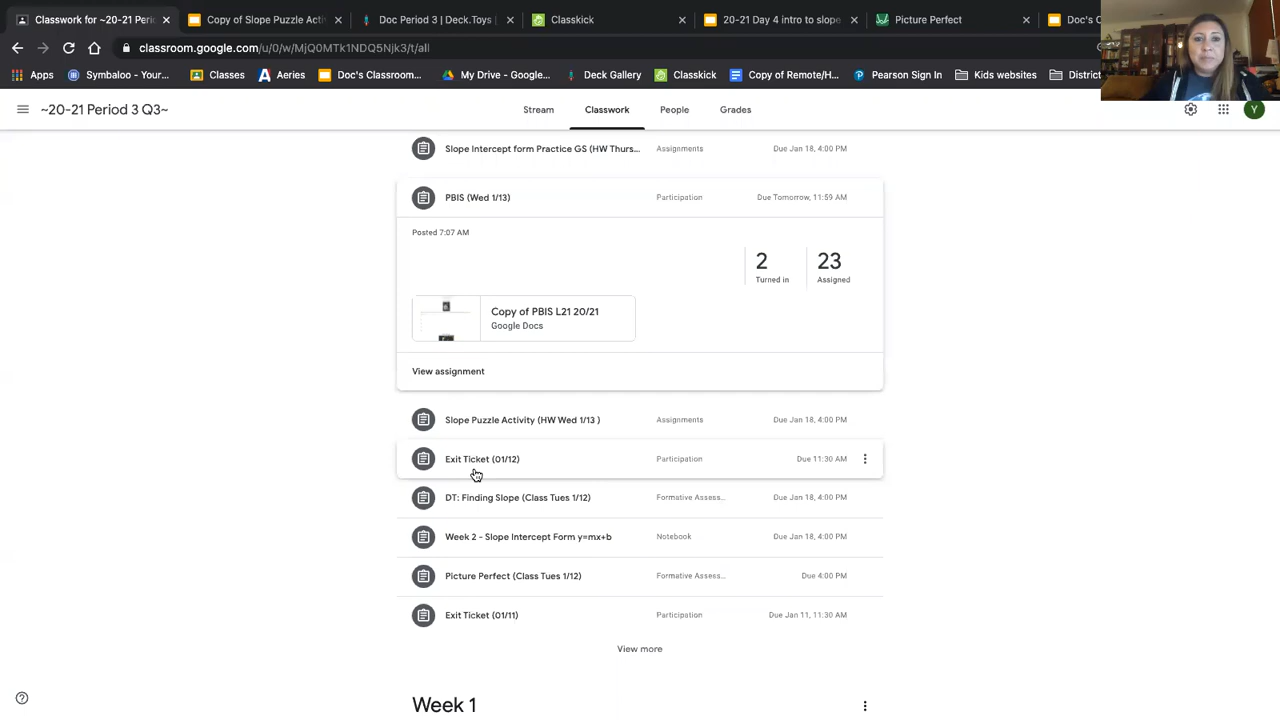 Classwork for ~20-21 Period
Copy of Slope Puzzle Acti
Doc Period 3 | Deck.Toys
Classkick
20-21 Day 4 intro to slope
Picture Perfect
Doc's C
classroom.google.com/u/0/w/MjQ0MTk1NDQ5Njk3/t/all
Apps
Symbaloo - Your...
Classes
Aeries
Doc's Classroom...
My Drive - Google...
Deck Gallery
Classkick
Copy of Remote/H...
Pearson Sign In
Kids websites
District
~20-21 Period 3 Q3~
Stream
Classwork
People
Grades
Y
Slope Intercept form Practice GS (HW Thurs... Assignments Due Jan 18, 4:00 PM
PBIS (Wed 1/13) Participation Due Tomorrow, 11:59 AM
Posted 7:07 AM
2 23
Turned in Assigned
Copy of PBIS L21 20/21
Google Docs
View assignment
Slope Puzzle Activity (HW Wed 1/13 ) Assignments Due Jan 18, 4:00 PM
Exit Ticket (01/12) Participation Due 11:30 AM
DT: Finding Slope (Class Tues 1/12) Formative Assess... Due Jan 18, 4:00 PM
Week 2 - Slope Intercept Form y=mx+b Notebook Due Jan 18, 4:00 PM
Picture Perfect (Class Tues 1/12) Formative Assess... Due 4:00 PM
Exit Ticket (01/11) Participation Due Jan 11, 11:30 AM
View more
Week 1